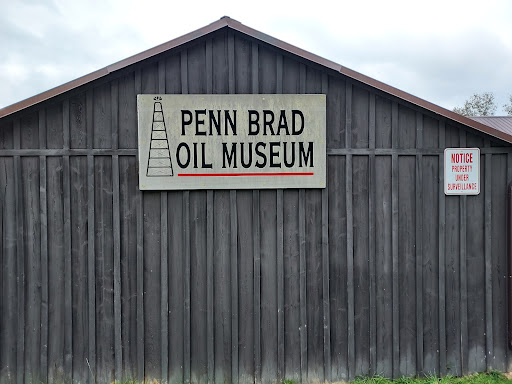 PENN BRAD
OIL MUSEUM
NOTICE
PROPERTY
UNDER
SURVEILLANCE